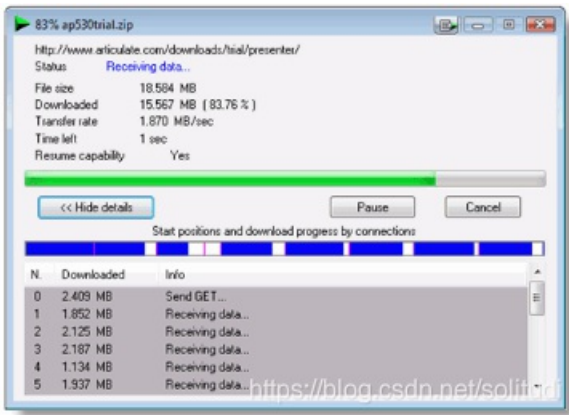 83% ap530trial.zip
http://www.articulate.com/downloads/trial/presenter/
Status Receiving data...
File size 18.584 MB
Downloaded 15.567 MB ( 83.76 % )
Transfer rate 1.870 MB/sec
Time left 1 sec
Resume capability Yes
<< Hide details Pause Cancel
Start positions and download progress by connections
N. Downloaded Info
0 2.409 MB Send GET...
1 1.852 MB Receiving data...
2 2.125 MB Receiving data...
3 2.187 MB Receiving data...
4 1.134 MB Receiving data...
5 1.937 MB Receiving data...
https://blog.csdn.net/solitudi